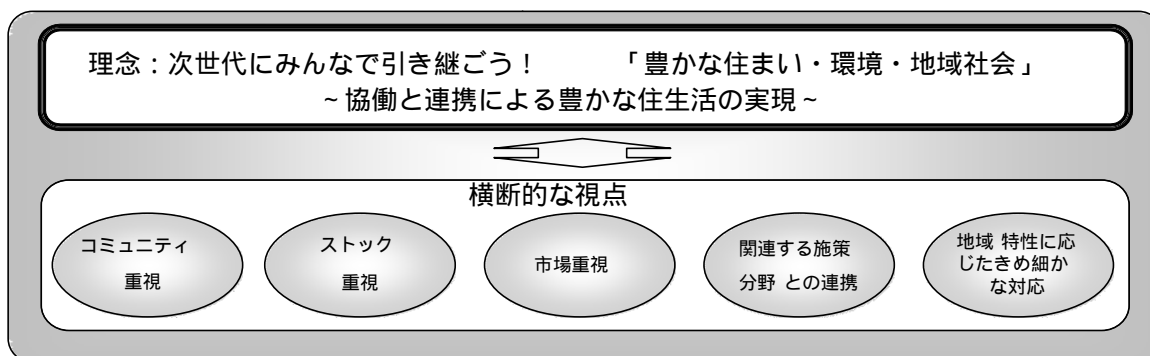 理念：次世代にみんなで引き継ごう！　「豊かな住まい・環境・地域社会」
~協働と連携による豊かな住生活の実現~
横断的な視点
コミュニティ
重視
ストック
重視
市場重視
関連する施策
分野 との連携
地域 特性に応
じたきめ細か
な対応